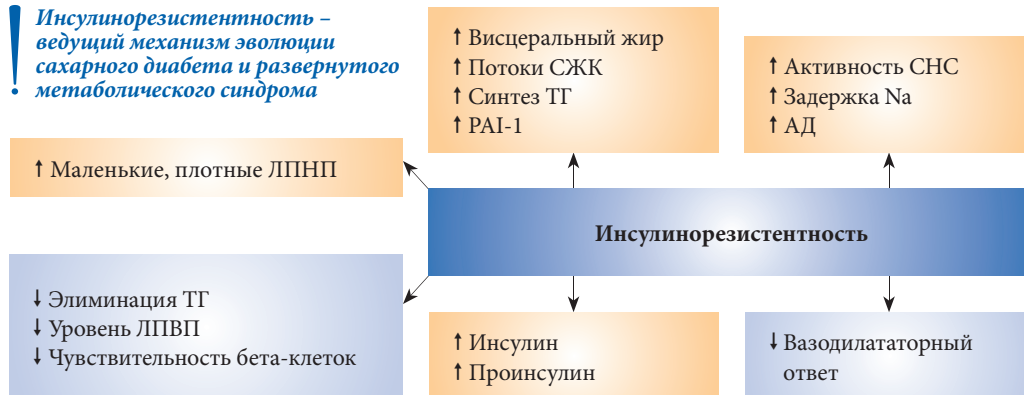 ! Инсулинорезистентность –
ведущий механизм эволюции
сахарного диабета и развернутого
метаболического синдрома
↑ Висцеральный жир
↑ Потоки СЖК
↑ Синтез ТГ
↑ PAI-1
↑ Активность СНС
↑ Задержка Na
↑ АД
↑ Маленькие, плотные ЛПНП
Инсулинорезистентность
↓ Элиминация ТГ
↓ Уровень ЛПВП
↓ Чувствительность бета-клеток
↑ Инсулин
↑ Проинсулин
↓ Вазодилататорный
ответ